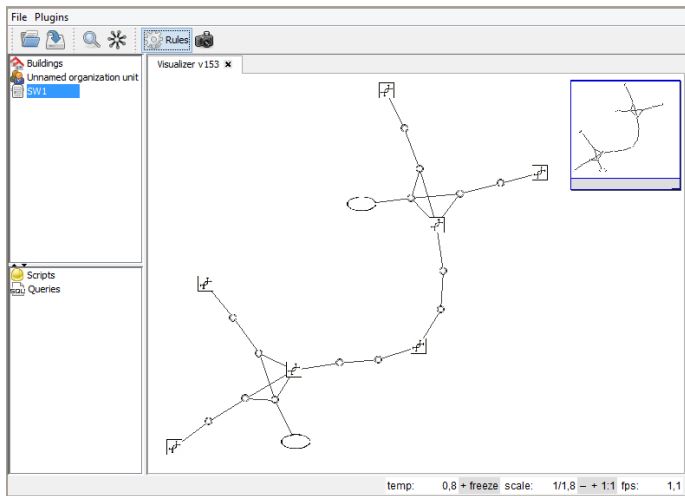 File Plugins
Rules
Buildings
Unnamed organization unit
SW1
Visualizer v153
Scripts
SQL Queries
temp: 0,8 + freeze scale: 1/1,8 − + 1:1 fps: 1,1